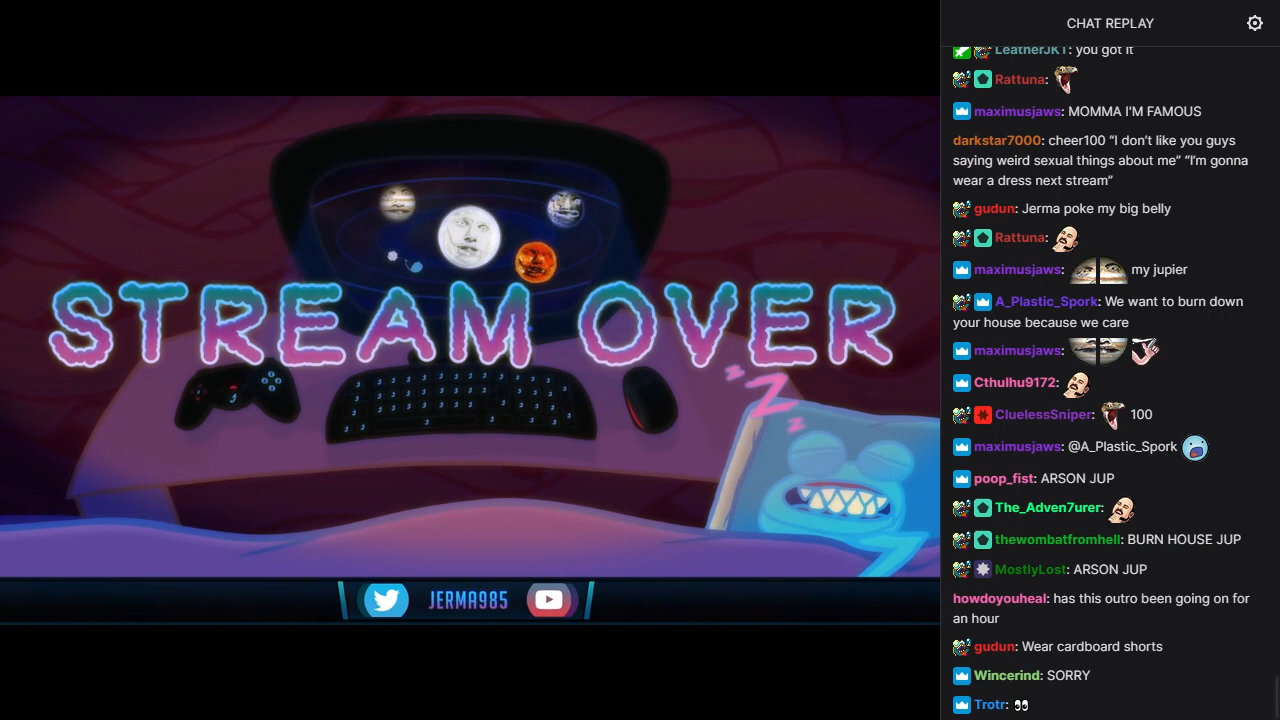 CHAT REPLAY
LeatherJKT: you got it
Rattuna:
maximusjaws: MOMMA I'M FAMOUS
darkstar7000: cheer100 “I don’t like you guys
saying weird sexual things about me” “I’m gonna
wear a dress next stream”
gudun: Jerma poke my big belly
Rattuna:
maximusjaws: my jupier
A_Plastic_Spork: We want to burn down
your house because we care
maximusjaws:
Cthulhu9172:
CluelessSniper: 100
maximusjaws: @A_Plastic_Spork
poop_fist: ARSON JUP
The_Adven7urer:
thewombatfromhell: BURN HOUSE JUP
MostlyLost: ARSON JUP
howdoyouheal: has this outro been going on for
an hour
gudun: Wear cardboard shorts
Wincerind: SORRY
Trotr:
STREAM OVER
z
Z
z
JERMA985